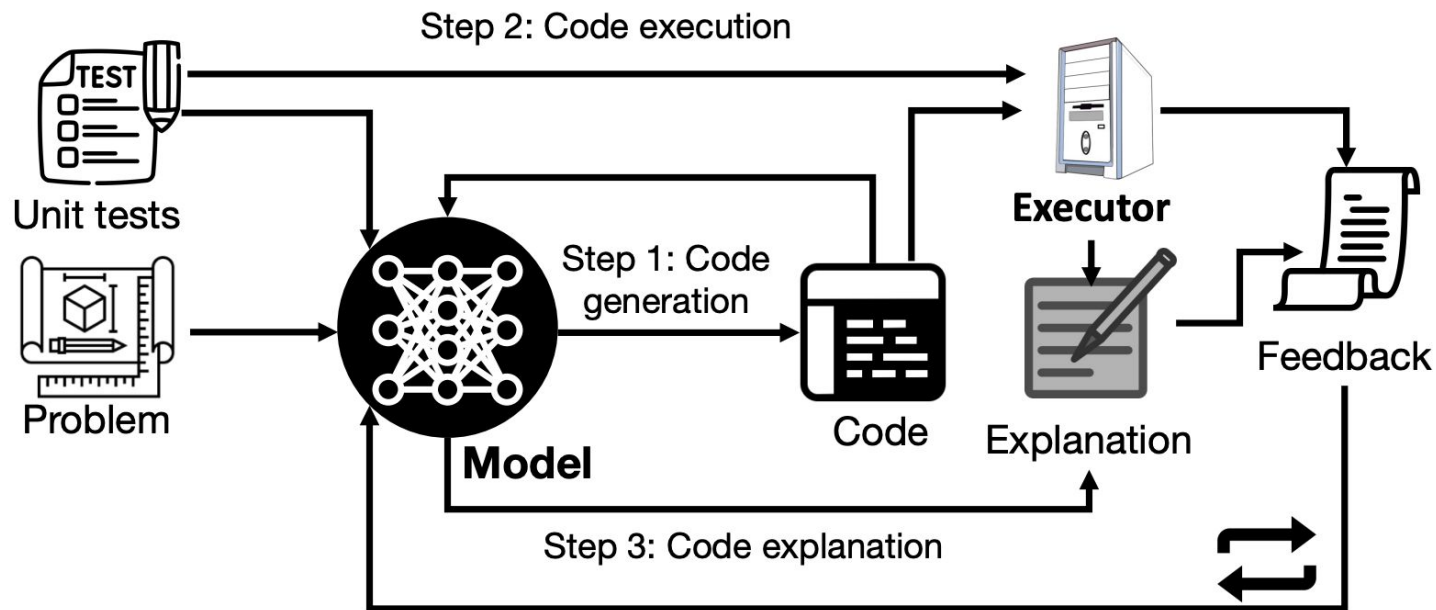 Step 2: Code execution
TEST
Unit tests
Executor
Step 1: Code
generation
Problem
Model
Code
Explanation
Feedback
Step 3: Code explanation